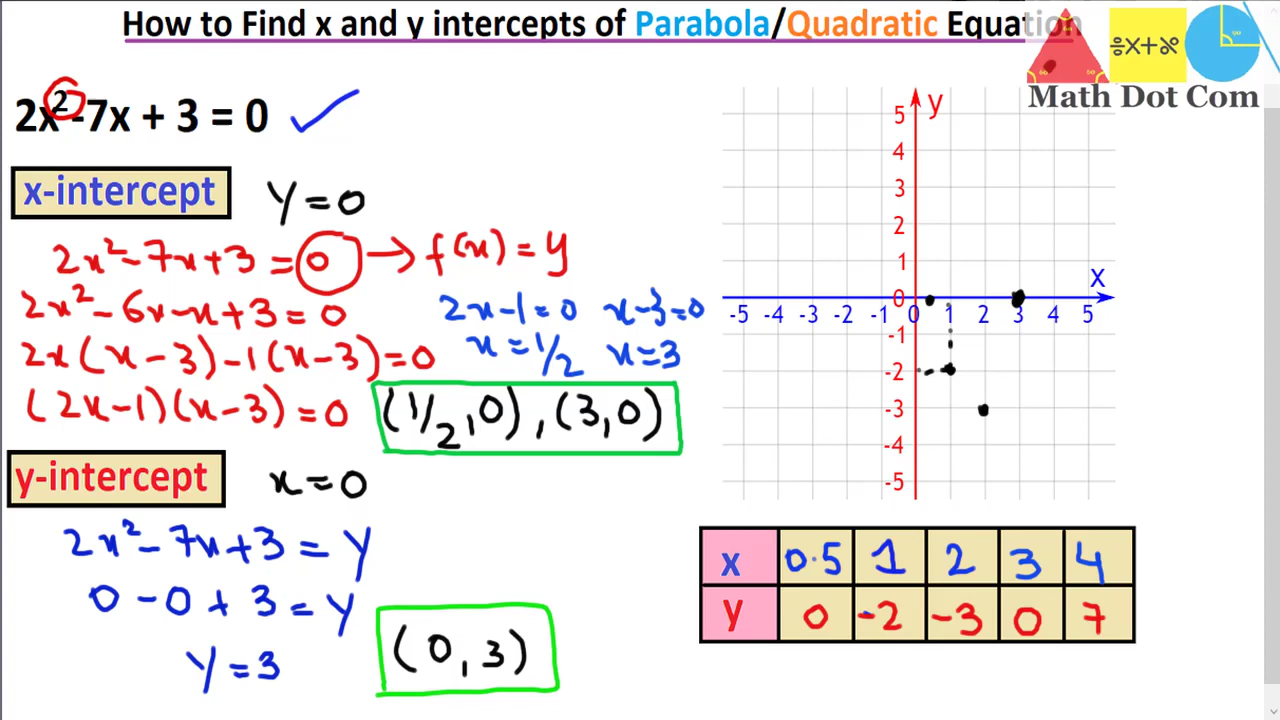 How to Find x and y intercepts of Parabola/Quadratic Equation
÷X+%
Math Dot Com
2x²-7x + 3 = 0 ✓
x-intercept
Y=0
2x²-7x+3=0 → f(x)=y
2x²-6x-x+3=0
2x(x-3)-1(x-3)=0
(2x-1)(x-3)=0
2x-1=0 x-3=0
x=1/2 x=3
(1/2,0),(3,0)
y-intercept
x=0
2x²-7x+3=Y
0-0+3=Y
Y=3
(0,3)
y
5
4
3
2
1
0
x
-5 -4 -3 -2 -1 0 1 2 3 4 5
-1
-2
-3
-4
-5
x 0.5 1 2 3 4
y 0 -2 -3 0 7